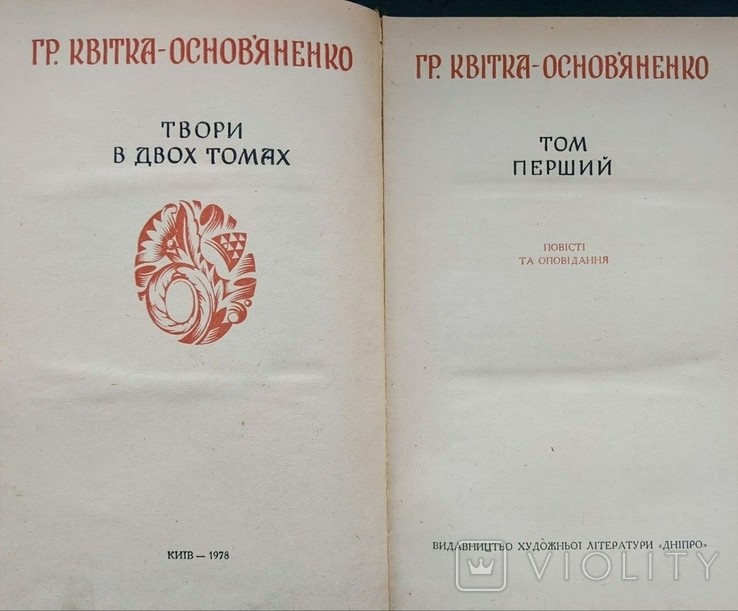 ГР. КВІТКА-ОСНОВ'ЯНЕНКО
ТВОРИ
В ДВОХ ТОМАХ
КИЇВ — 1978
ГР. КВІТКА-ОСНОВ'ЯНЕНКО
ТОМ
ПЕРШИЙ
ПОВІСТІ
ТА ОПОВІДАННЯ
ВИДАВНИЦТВО ХУДОЖНЬОЇ ЛІТЕРАТУРИ «ДНІПРО»
VIOLITY